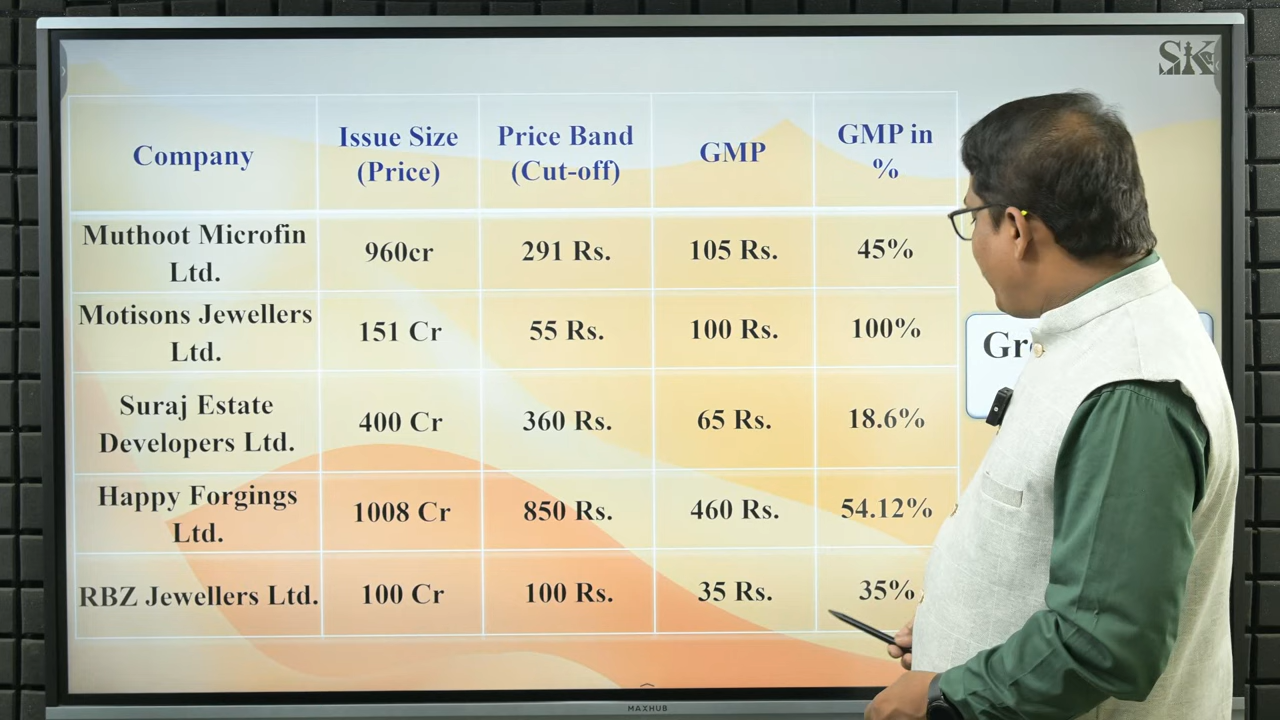 SK
Company
Issue Size
(Price)
Price Band
(Cut-off)
GMP
GMP in
%
Muthoot Microfin
Ltd.
960cr
291 Rs.
105 Rs.
45%
Motisons Jewellers
Ltd.
151 Cr
55 Rs.
100 Rs.
100%
Suraj Estate
Developers Ltd.
400 Cr
360 Rs.
65 Rs.
18.6%
Happy Forgings
Ltd.
1008 Cr
850 Rs.
460 Rs.
54.12%
RBZ Jewellers Ltd.
100 Cr
100 Rs.
35 Rs.
35%
MAXHUB